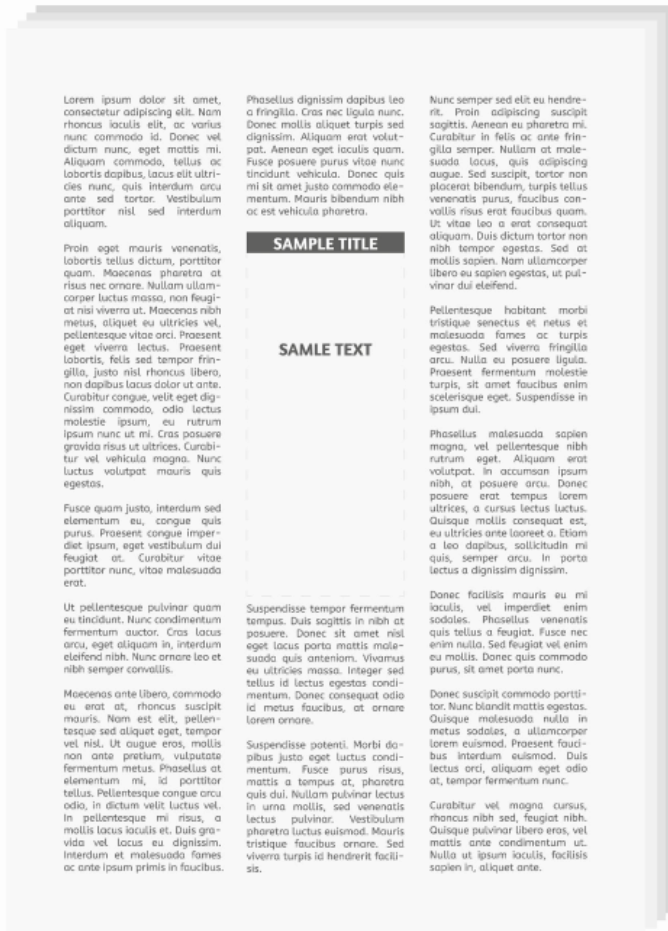 Lorem ipsum dolor sit amet,
consectetur adipiscing elit. Nam
rhoncus iaculis elit, ac varius
nunc commodo id. Donec vel
dictum nunc, eget mattis mi.
Aliquam commodo, tellus ac
lobortis dapibus, lacus elit ultri-
cies nunc, quis interdum arcu
ante sed tortor. Vestibulum
porttitor nisl sed interdum
aliquam.
Proin eget mauris venenatis,
lobortis tellus dictum, porttitor
quam. Maecenas pharetra at
risus nec ornare. Nullam ullam-
corper luctus massa, non feugi-
at nisi viverra ut. Maecenas nibh
metus, aliquet eu ultricies vel,
pellentesque vitae orci. Praesent
eget viverra lectus. Praesent
lobortis, felis sed tempor frin-
gilla, justo nisl rhoncus libero,
non dapibus lacus dolor ut ante.
Curabitur congue, velit eget dig-
nissim commodo, odio lectus
molestie ipsum, eu rutrum
ipsum nunc ut mi. Cras posuere
gravida risus ut ultrices. Curabi-
tur vel vehicula magna. Nunc
luctus volutpat mauris quis
egestas.
Fusce quam justo, interdum sed
elementum eu, congue quis
purus. Praesent congue imper-
diet ipsum, eget vestibulum dui
feugiat at. Curabitur vitae
porttitor nunc, vitae malesuada
erat.
Ut pellentesque pulvinar quam
eu tincidunt. Nunc condimentum
fermentum auctor. Cras lacus
arcu, eget aliquam in, interdum
eleifend nibh. Nunc ornare leo et
nibh semper convallis.
Maecenas ante libero, commodo
eu erat at, rhoncus suscipit
mauris. Nam est elit, pellen-
tesque sed aliquet eget, tempor
vel nisl. Ut augue eros, mollis
non ante pretium, vulputate
fermentum metus. Phasellus at
elementum mi, id porttitor
tellus. Pellentesque congue arcu
odio, in dictum velit luctus vel.
In pellentesque mi risus, a
mollis lacus iaculis et. Duis gra-
vida vel lacus eu dignissim.
Interdum et malesuada fames
ac ante ipsum primis in faucibus.
Phasellus dignissim dapibus leo
a fringilla. Cras nec ligula nunc.
Donec mollis aliquet turpis sed
dignissim. Aliquam erat volut-
pat. Aenean eget iaculis quam.
Fusce posuere purus vitae nunc
tincidunt vehicula. Donec quis
mi sit amet justo commodo ele-
mentum. Mauris bibendum nibh
ac est vehicula pharetra.
SAMPLE TITLE
SAMLE TEXT
Suspendisse tempor fermentum
tempus. Duis sagittis in nibh at
posuere. Donec sit amet nisl
eget lacus porta mattis male-
suada quis anteniam. Vivamus
eu ultricies massa. Integer sed
tellus id lectus egestas condi-
mentum. Donec consequat odio
id metus faucibus, at ornare
lorem ornare.
Suspendisse potenti. Morbi da-
pibus justo eget luctus condi-
mentum. Fusce purus risus,
mattis a tempus at, pharetra
quis dui. Nullam pulvinar lectus
in urna mollis, sed venenatis
lectus pulvinar. Vestibulum
pharetra luctus euismod. Mauris
tristique faucibus ornare. Sed
viverra turpis id hendrerit facili-
sis.
Nunc semper sed elit eu hendre-
rit. Proin adipiscing suscipit
sagittis. Aenean eu pharetra mi.
Curabitur in felis ac ante frin-
gilla semper. Nullam at male-
suada lacus, quis adipiscing
augue. Sed suscipit, tortor non
placerat bibendum, turpis tellus
venenatis purus, faucibus con-
vallis risus erat faucibus quam.
Ut vitae leo a erat consequat
aliquam. Duis dictum tortor non
nibh tempor egestas. Sed at
mollis sapien. Nam ullamcorper
libero eu sapien egestas, ut pul-
vinar dui eleifend.
Pellentesque habitant morbi
tristique senectus et netus et
malesuada fames ac turpis
egestas. Sed viverra fringilla
arcu. Nulla eu posuere ligula.
Praesent fermentum molestie
turpis, sit amet faucibus enim
scelerisque eget. Suspendisse in
ipsum dui.
Phasellus malesuada sapien
magna, vel pellentesque nibh
rutrum eget. Aliquam erat
volutpat. In accumsan ipsum
nibh, at posuere arcu. Donec
posuere erat tempus lorem
ultrices, a cursus lectus luctus.
Quisque mollis consequat est,
eu ultricies ante laoreet a. Etiam
a leo dapibus, sollicitudin mi
quis, semper arcu. In porta
lectus a dignissim dignissim.
Donec facilisis mauris eu mi
iaculis, vel imperdiet enim
sodales. Phasellus venenatis
quis tellus a feugiat. Fusce nec
enim nulla. Sed feugiat vel enim
eu mollis. Donec quis commodo
purus, sit amet porta nunc.
Donec suscipit commodo portti-
tor. Nunc blandit mattis egestas.
Quisque malesuada nulla in
metus sodales, a ullamcorper
lorem euismod. Praesent fauci-
bus interdum euismod. Duis
lectus orci, aliquam eget odio
at, tempor fermentum nunc.
Curabitur vel magna cursus,
rhoncus nibh sed, feugiat nibh.
Quisque pulvinar libero eros, vel
mattis ante condimentum ut.
Nulla ut ipsum iaculis, facilisis
sapien in, aliquet ante.